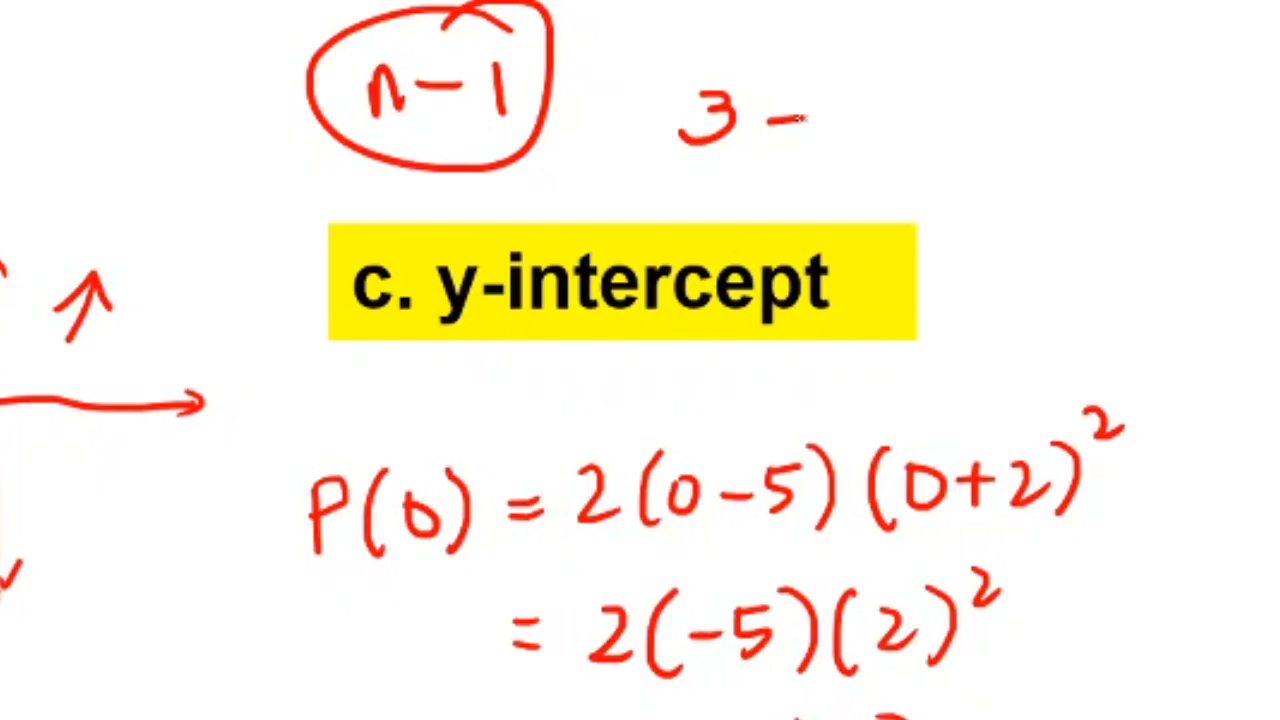 n-1
3 -
c. y-intercept
P(0) = 2(0-5)(0+2)²
= 2(-5)(2)²